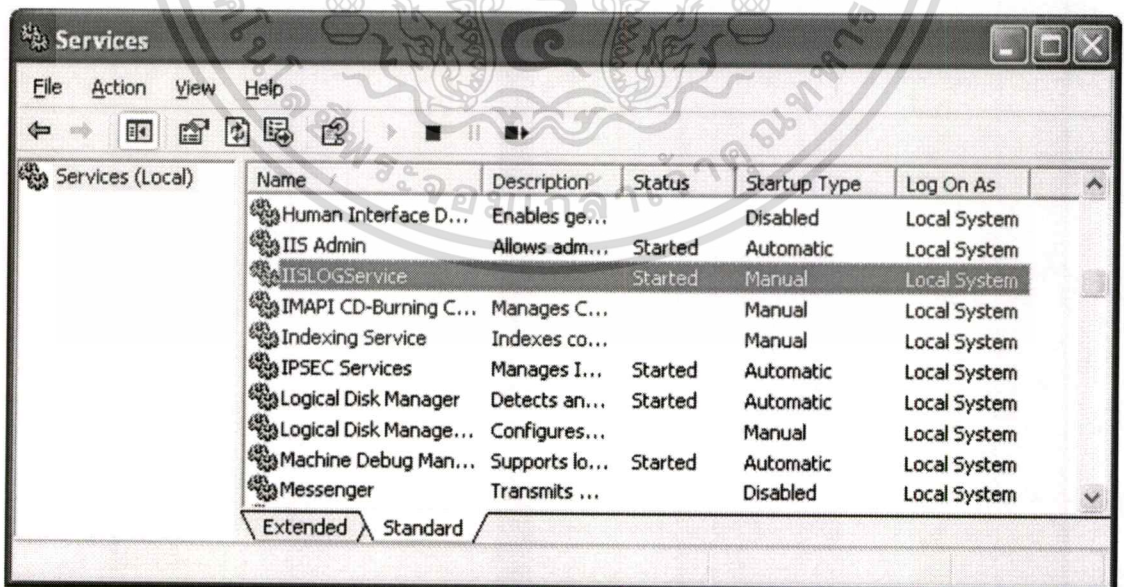 Services
File Action View Help
Services (Local)
Name Description Status Startup Type Log On As
Human Interface D... Enables ge... Disabled Local System
IIS Admin Allows adm... Started Automatic Local System
IISLOGService Started Manual Local System
IMAPI CD-Burning C... Manages C... Manual Local System
Indexing Service Indexes co... Manual Local System
IPSEC Services Manages I... Started Automatic Local System
Logical Disk Manager Detects an... Started Automatic Local System
Logical Disk Manage... Configures... Manual Local System
Machine Debug Man... Supports lo... Started Automatic Local System
Messenger Transmits ... Disabled Local System
Extended Standard